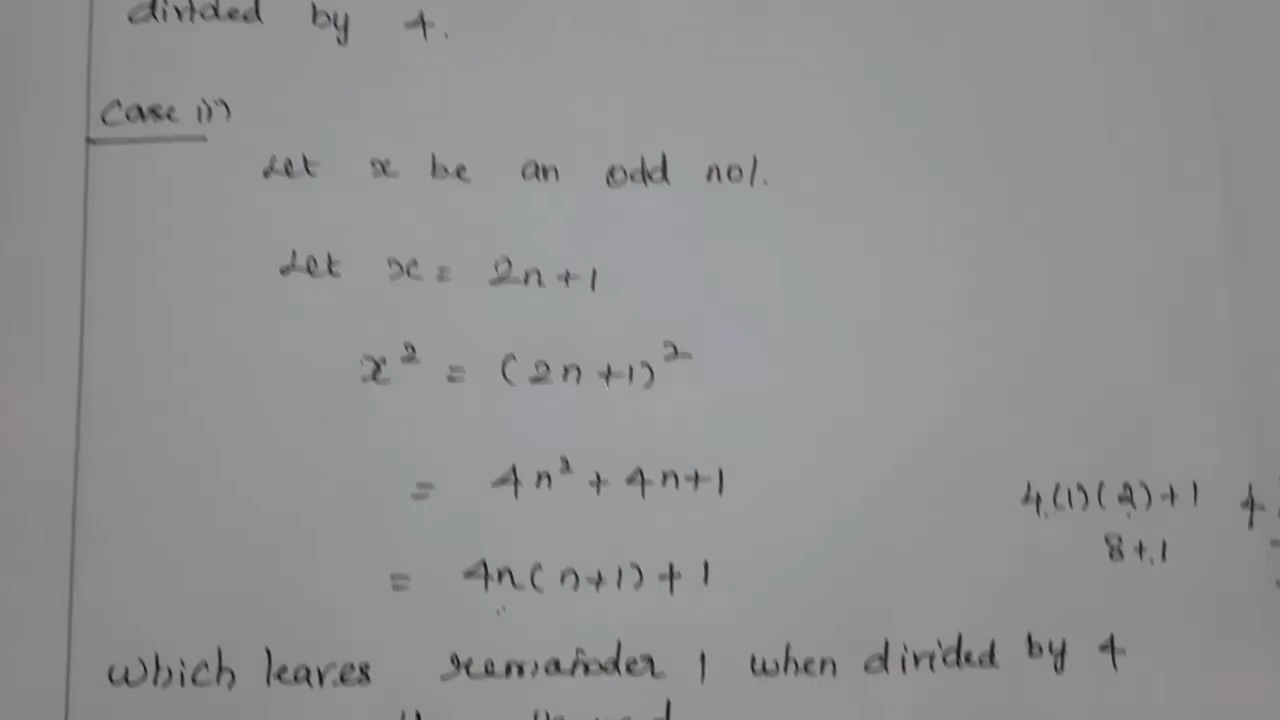 divided by 4.
Case ii)
Let x be an odd no/.
Let x = 2n+1
x² = (2n+1)²
= 4n² + 4n+1
4(1)(2)+1
8+1
= 4n(n+1)+1
which leaves remainder 1 when divided by 4